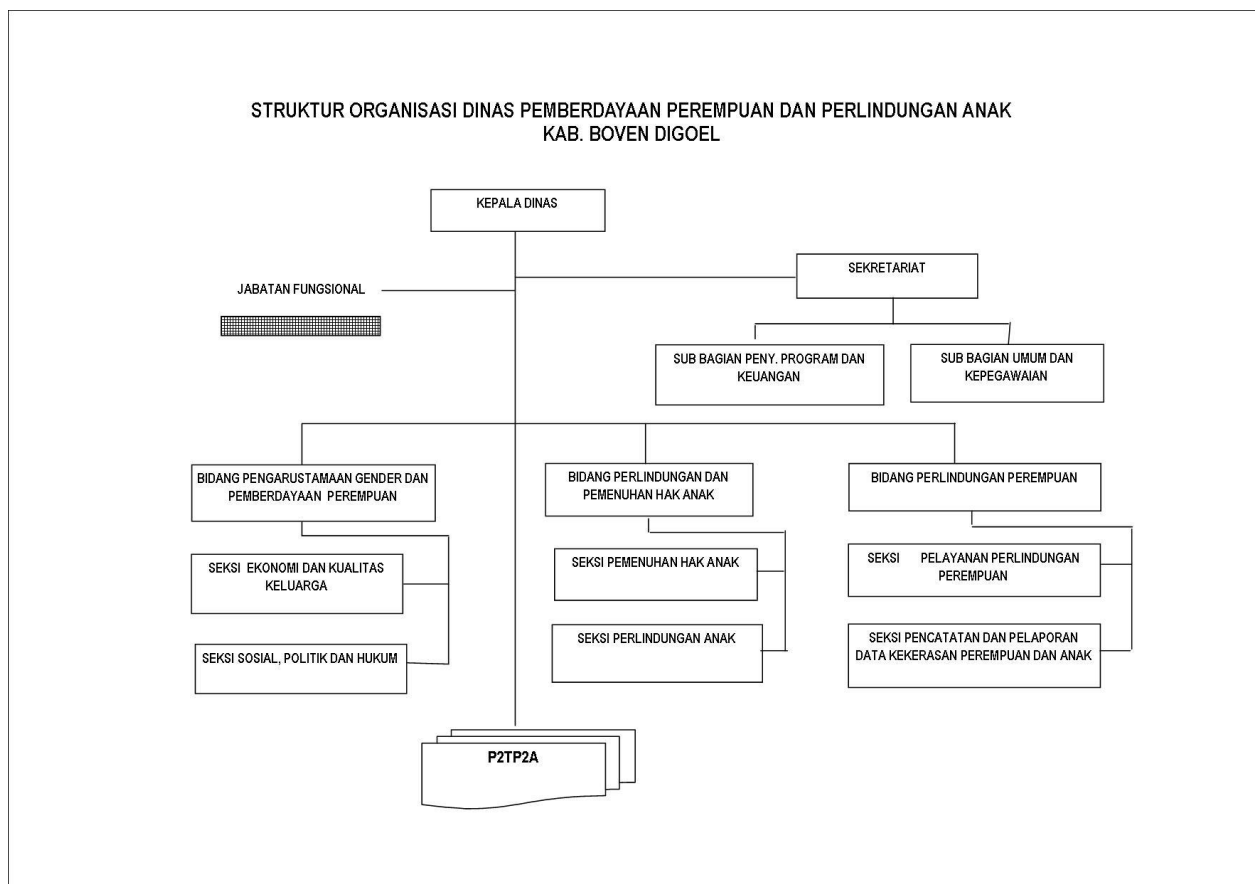 STRUKTUR ORGANISASI DINAS PEMBERDAYAAN PEREMPUAN DAN PERLINDUNGAN ANAK
KAB. BOVEN DIGOEL
KEPALA DINAS
SEKRETARIAT
JABATAN FUNGSIONAL
SUB BAGIAN PENY. PROGRAM DAN
KEUANGAN
SUB BAGIAN UMUM DAN
KEPEGAWAIAN
BIDANG PENGARUSTAMAAN GENDER DAN
PEMBERDAYAAN PEREMPUAN
BIDANG PERLINDUNGAN DAN
PEMENUHAN HAK ANAK
BIDANG PERLINDUNGAN PEREMPUAN
SEKSI EKONOMI DAN KUALITAS
KELUARGA
SEKSI PEMENUHAN HAK ANAK
SEKSI PELAYANAN PERLINDUNGAN
PEREMPUAN
SEKSI SOSIAL, POLITIK DAN HUKUM
SEKSI PERLINDUNGAN ANAK
SEKSI PENCATATAN DAN PELAPORAN
DATA KEKERASAN PEREMPUAN DAN ANAK
P2TP2A